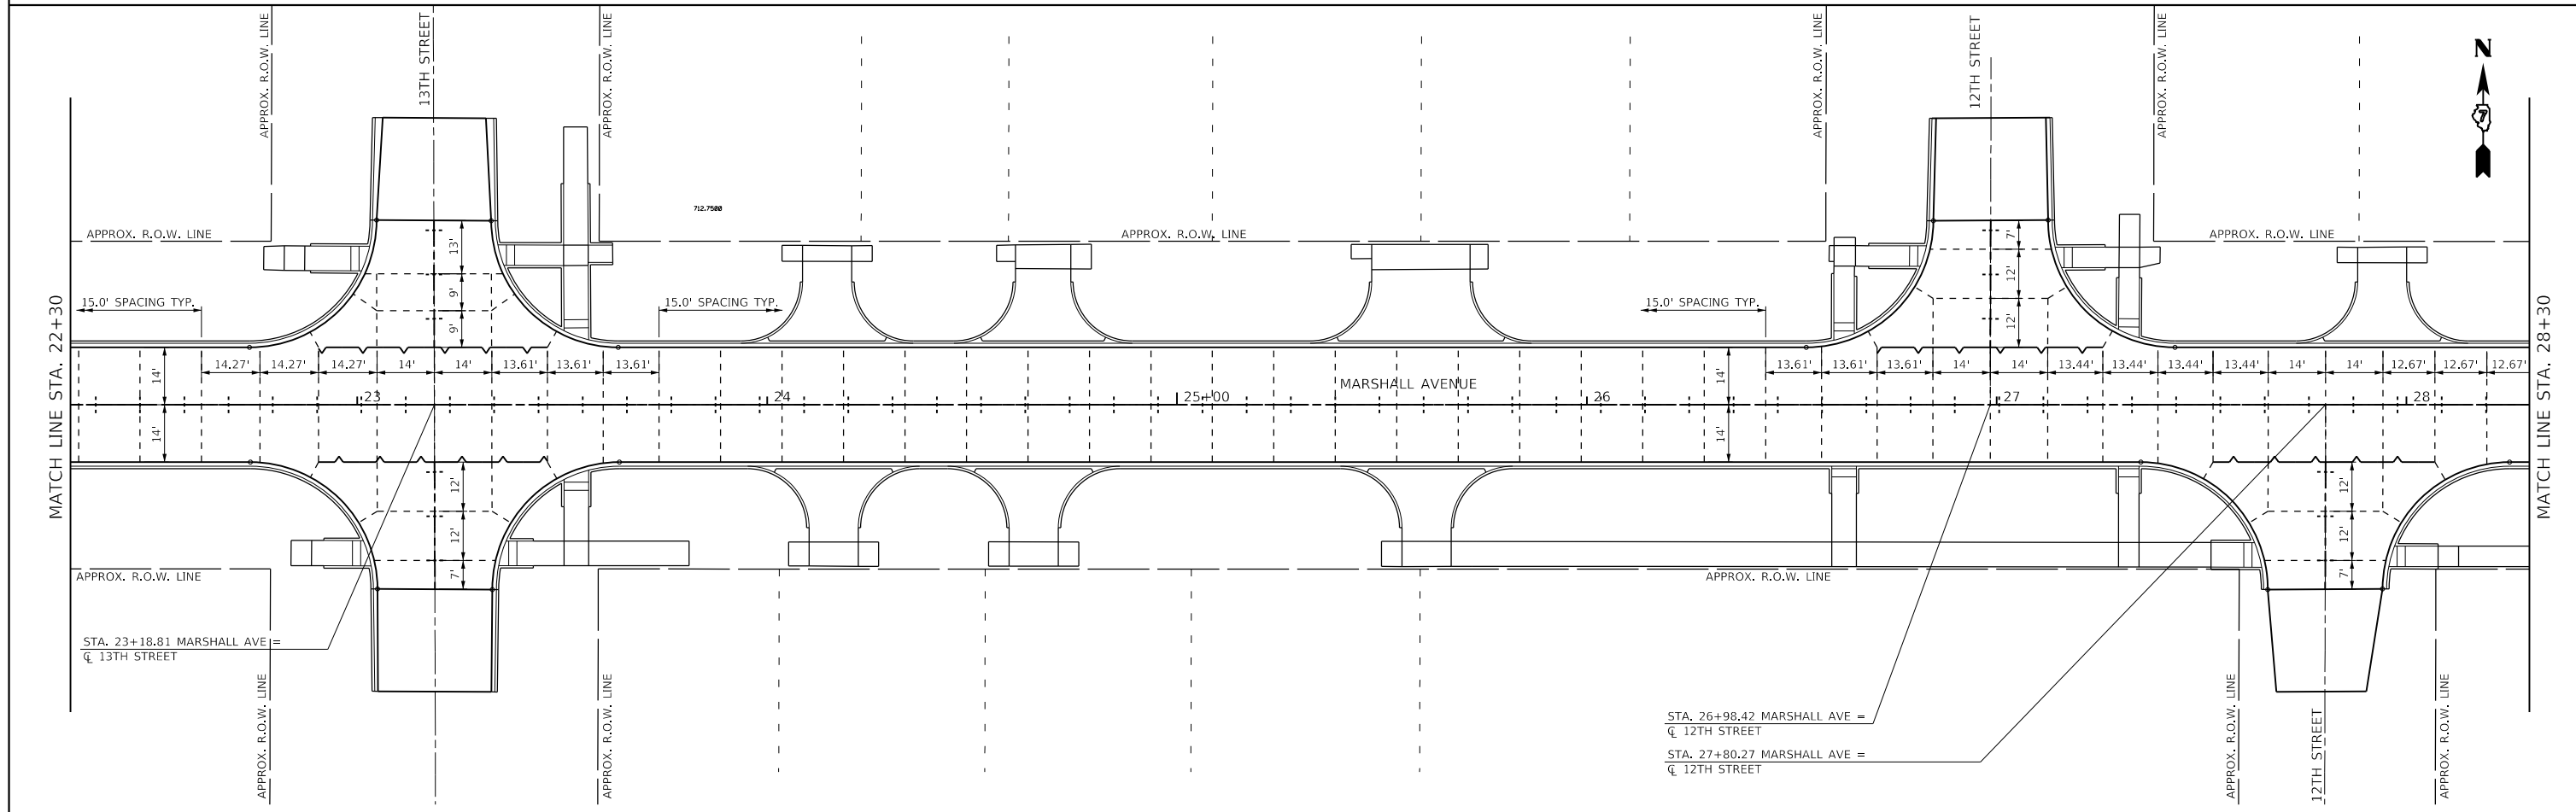 13TH STREET
12TH STREET
APPROX. R.O.W. LINE
APPROX. R.O.W. LINE
APPROX. R.O.W. LINE
APPROX. R.O.W. LINE
N
7
712.7500
APPROX. R.O.W. LINE
APPROX. R.O.W. LINE
APPROX. R.O.W. LINE
13'
9'
9'
7'
12'
12'
15.0' SPACING TYP.
15.0' SPACING TYP.
15.0' SPACING TYP.
MATCH LINE STA. 22+30
MATCH LINE STA. 28+30
14.27' 14.27' 14.27' 14' 14' 13.61' 13.61' 13.61'
13.61' 13.61' 13.61' 14' 14' 13.44' 13.44' 13.44' 13.44' 14' 14' 12.67' 12.67' 12.67'
14'
14'
MARSHALL AVENUE
23 24 25+00 26 27 28
14'
14'
12'
12'
7'
12'
12'
7'
APPROX. R.O.W. LINE
APPROX. R.O.W. LINE
STA. 23+18.81 MARSHALL AVE =
℄ 13TH STREET
STA. 26+98.42 MARSHALL AVE =
℄ 12TH STREET
STA. 27+80.27 MARSHALL AVE =
℄ 12TH STREET
APPROX. R.O.W. LINE
APPROX. R.O.W. LINE
APPROX. R.O.W. LINE
12TH STREET
APPROX. R.O.W. LINE